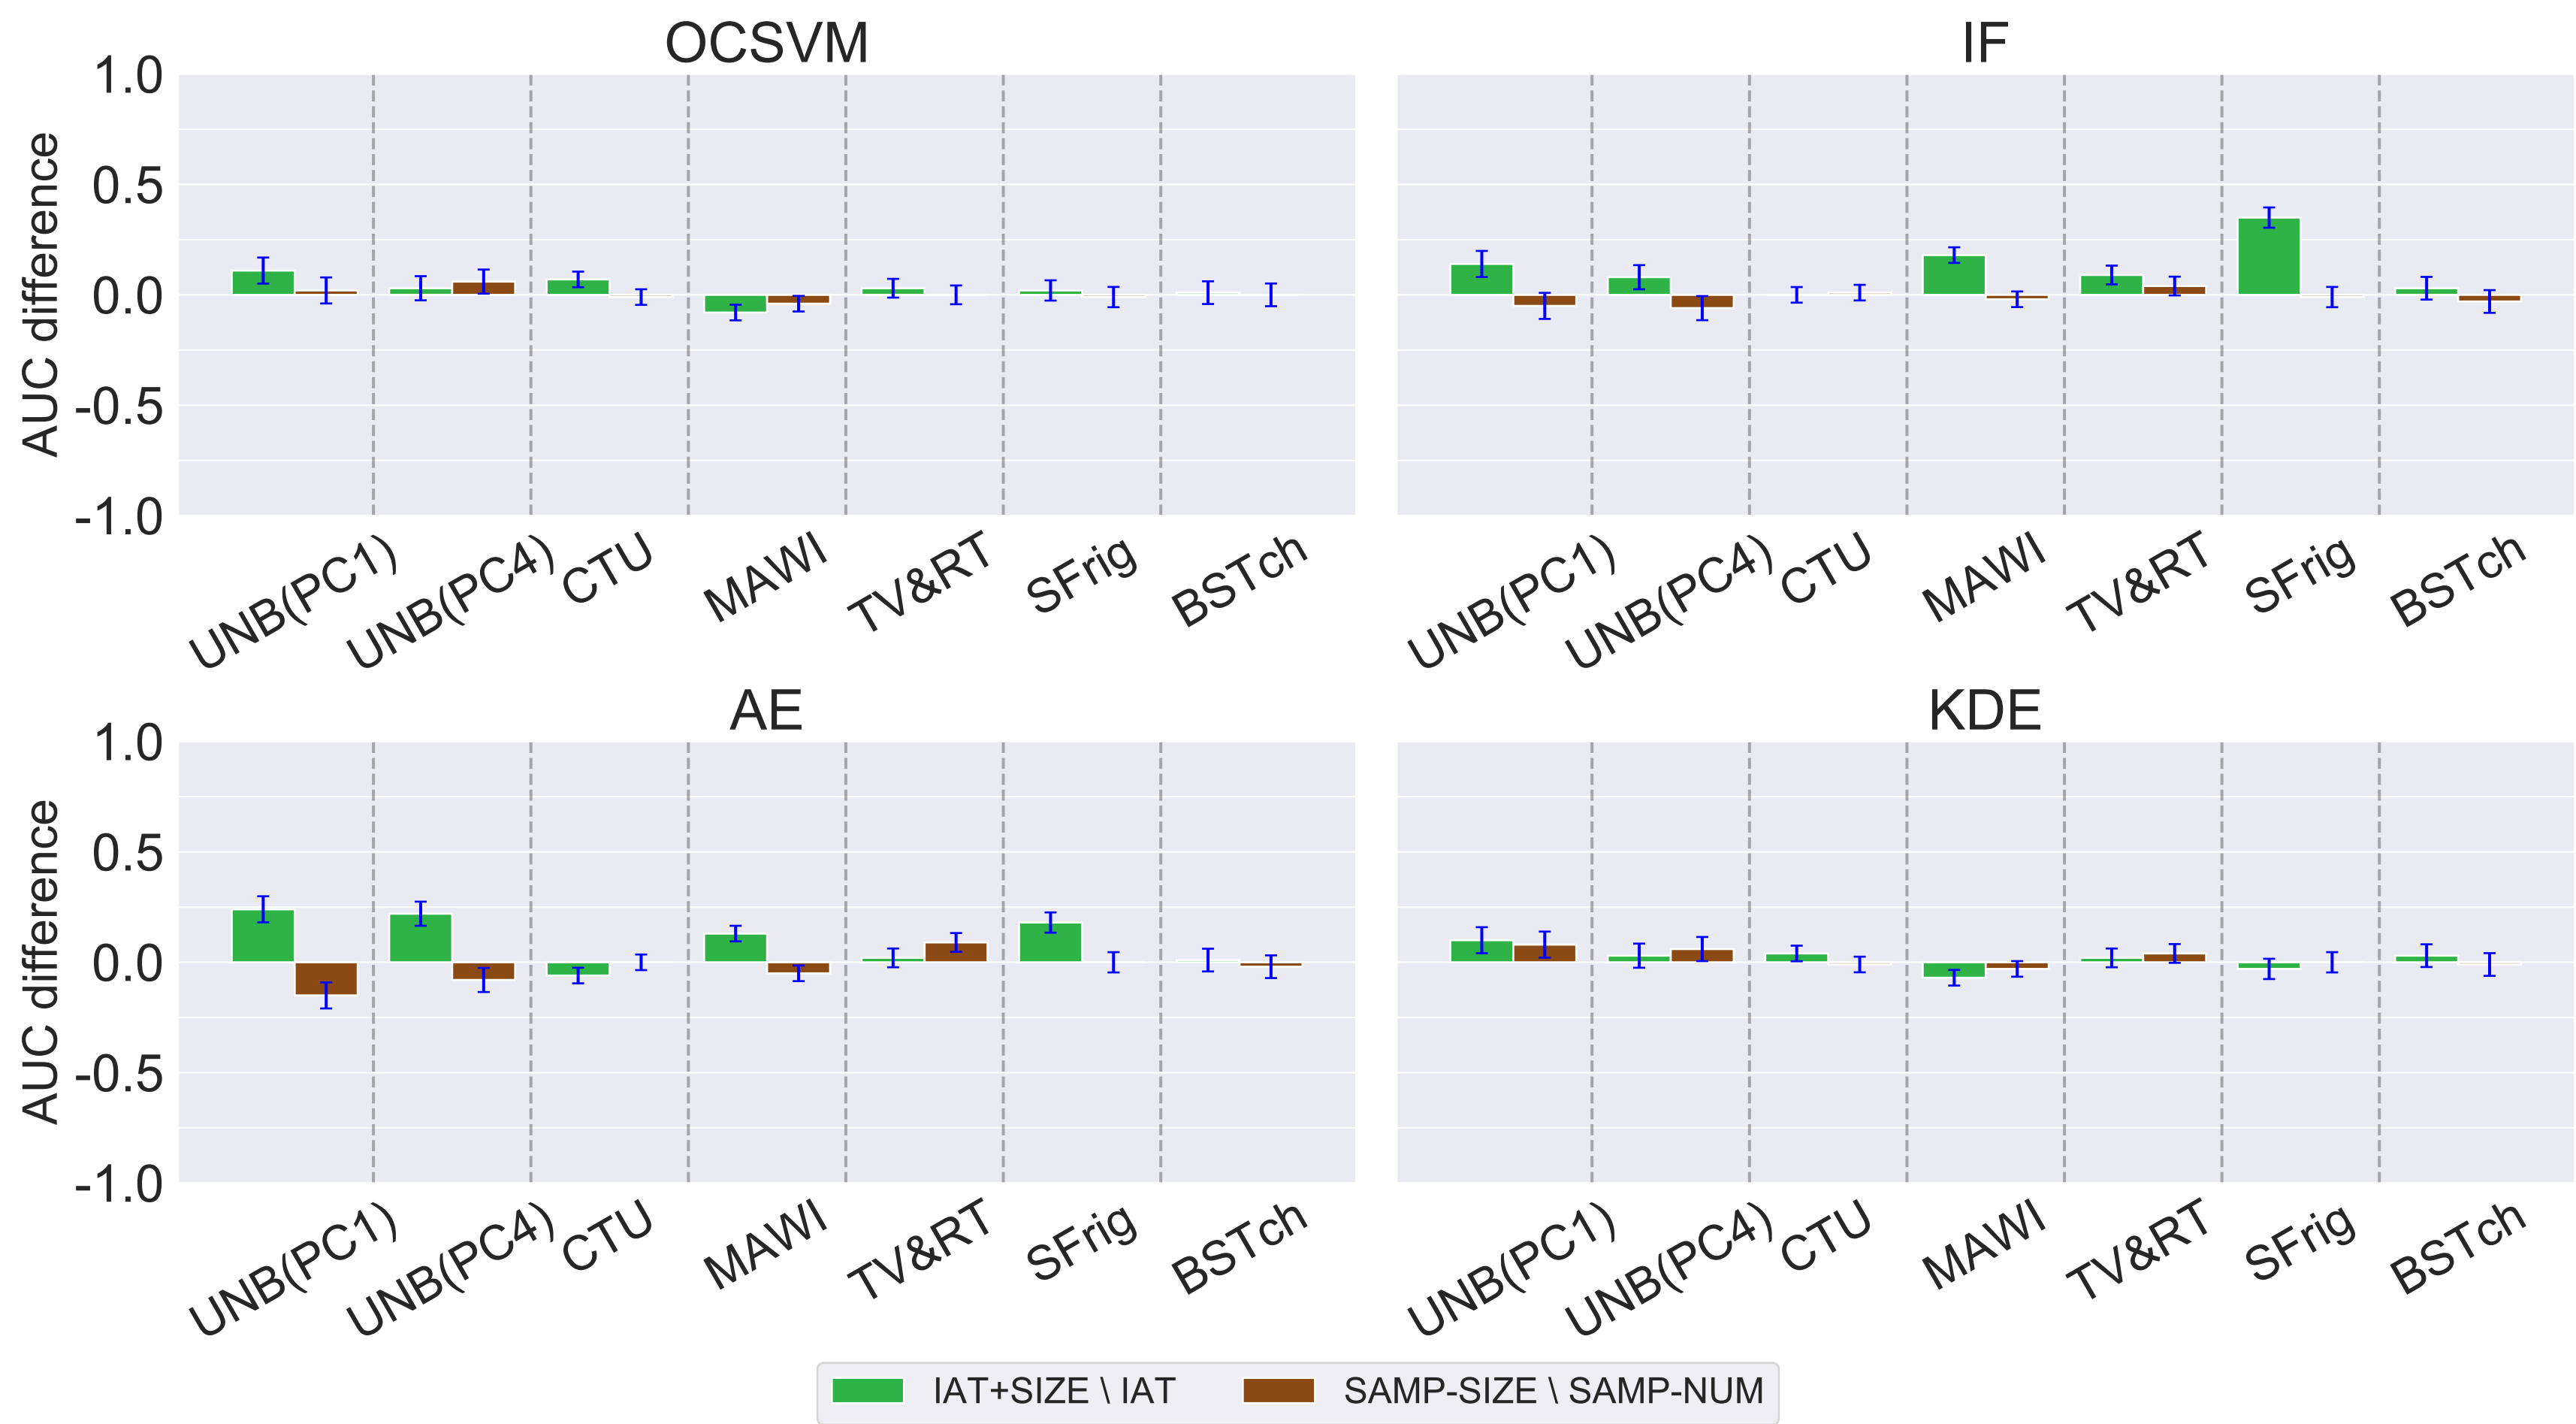 OCSVM
IF
1.0
0.5
0.0
-0.5
-1.0
AUC difference
UNB(PC1)
UNB(PC4)
CTU
MAWI
TV&RT
SFrig
BSTch
UNB(PC1)
UNB(PC4)
CTU
MAWI
TV&RT
SFrig
BSTch
AE
KDE
1.0
0.5
0.0
-0.5
-1.0
AUC difference
UNB(PC1)
UNB(PC4)
CTU
MAWI
TV&RT
SFrig
BSTch
UNB(PC1)
UNB(PC4)
CTU
MAWI
TV&RT
SFrig
BSTch
IAT+SIZE \ IAT
SAMP-SIZE \ SAMP-NUM